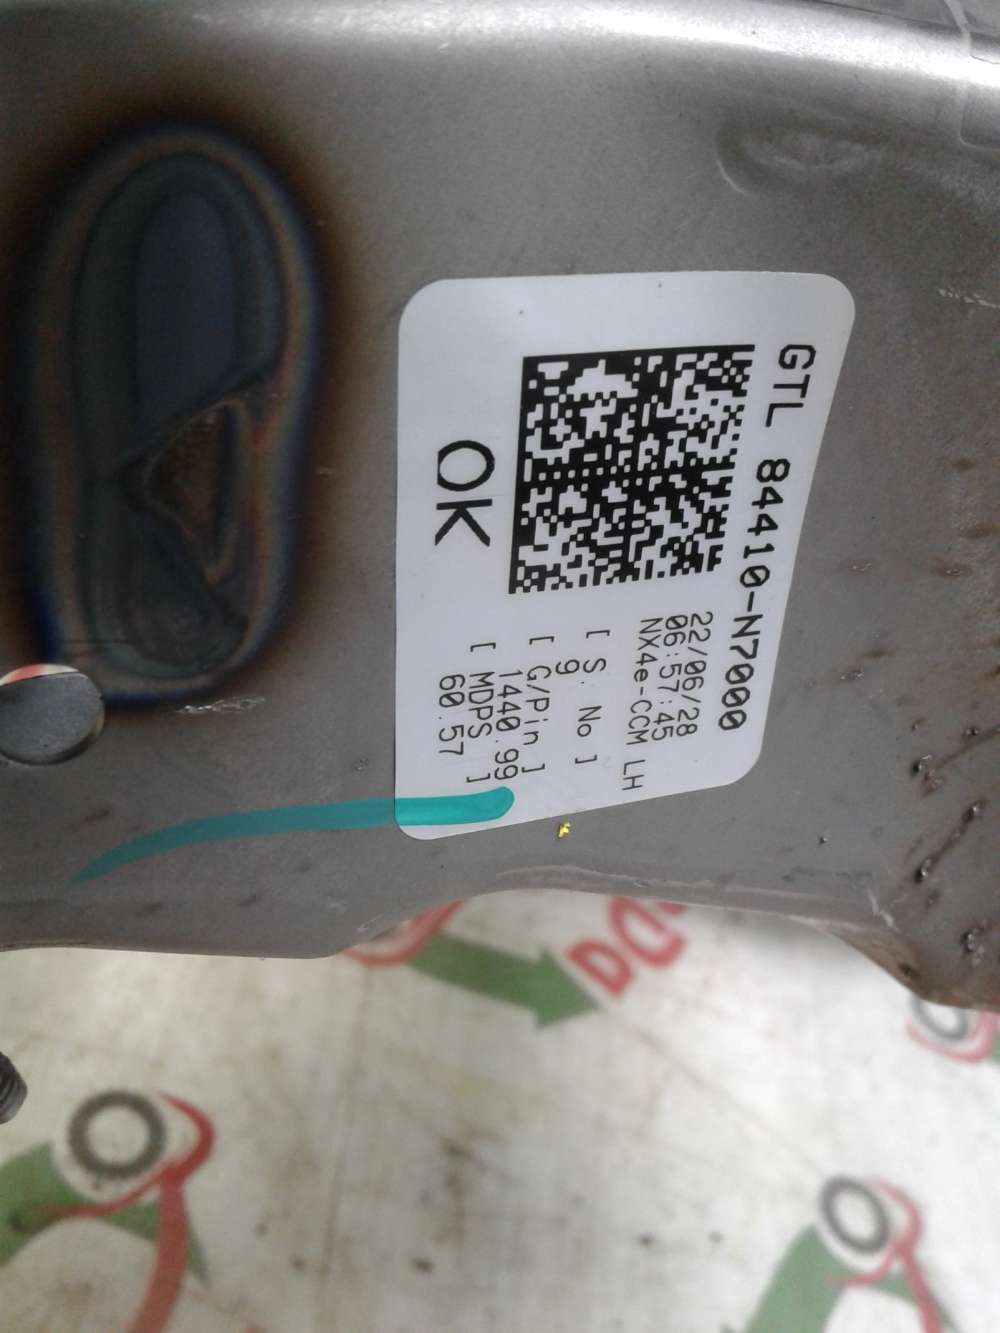 GTL 84410-N7000
22/06/28
06:57:45
NX4e-CCM LH
[ S. No ]
9
[ G/Pin ]
1440.99
[ MDPS ]
60.57
OK